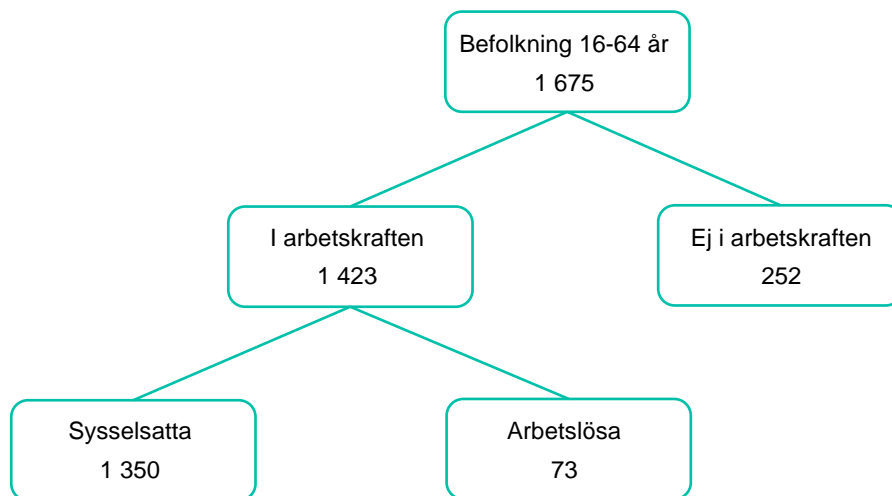 Befolkning 16-64 år
1 675
I arbetskraften
1 423
Ej i arbetskraften
252
Sysselsatta
1 350
Arbetslösa
73